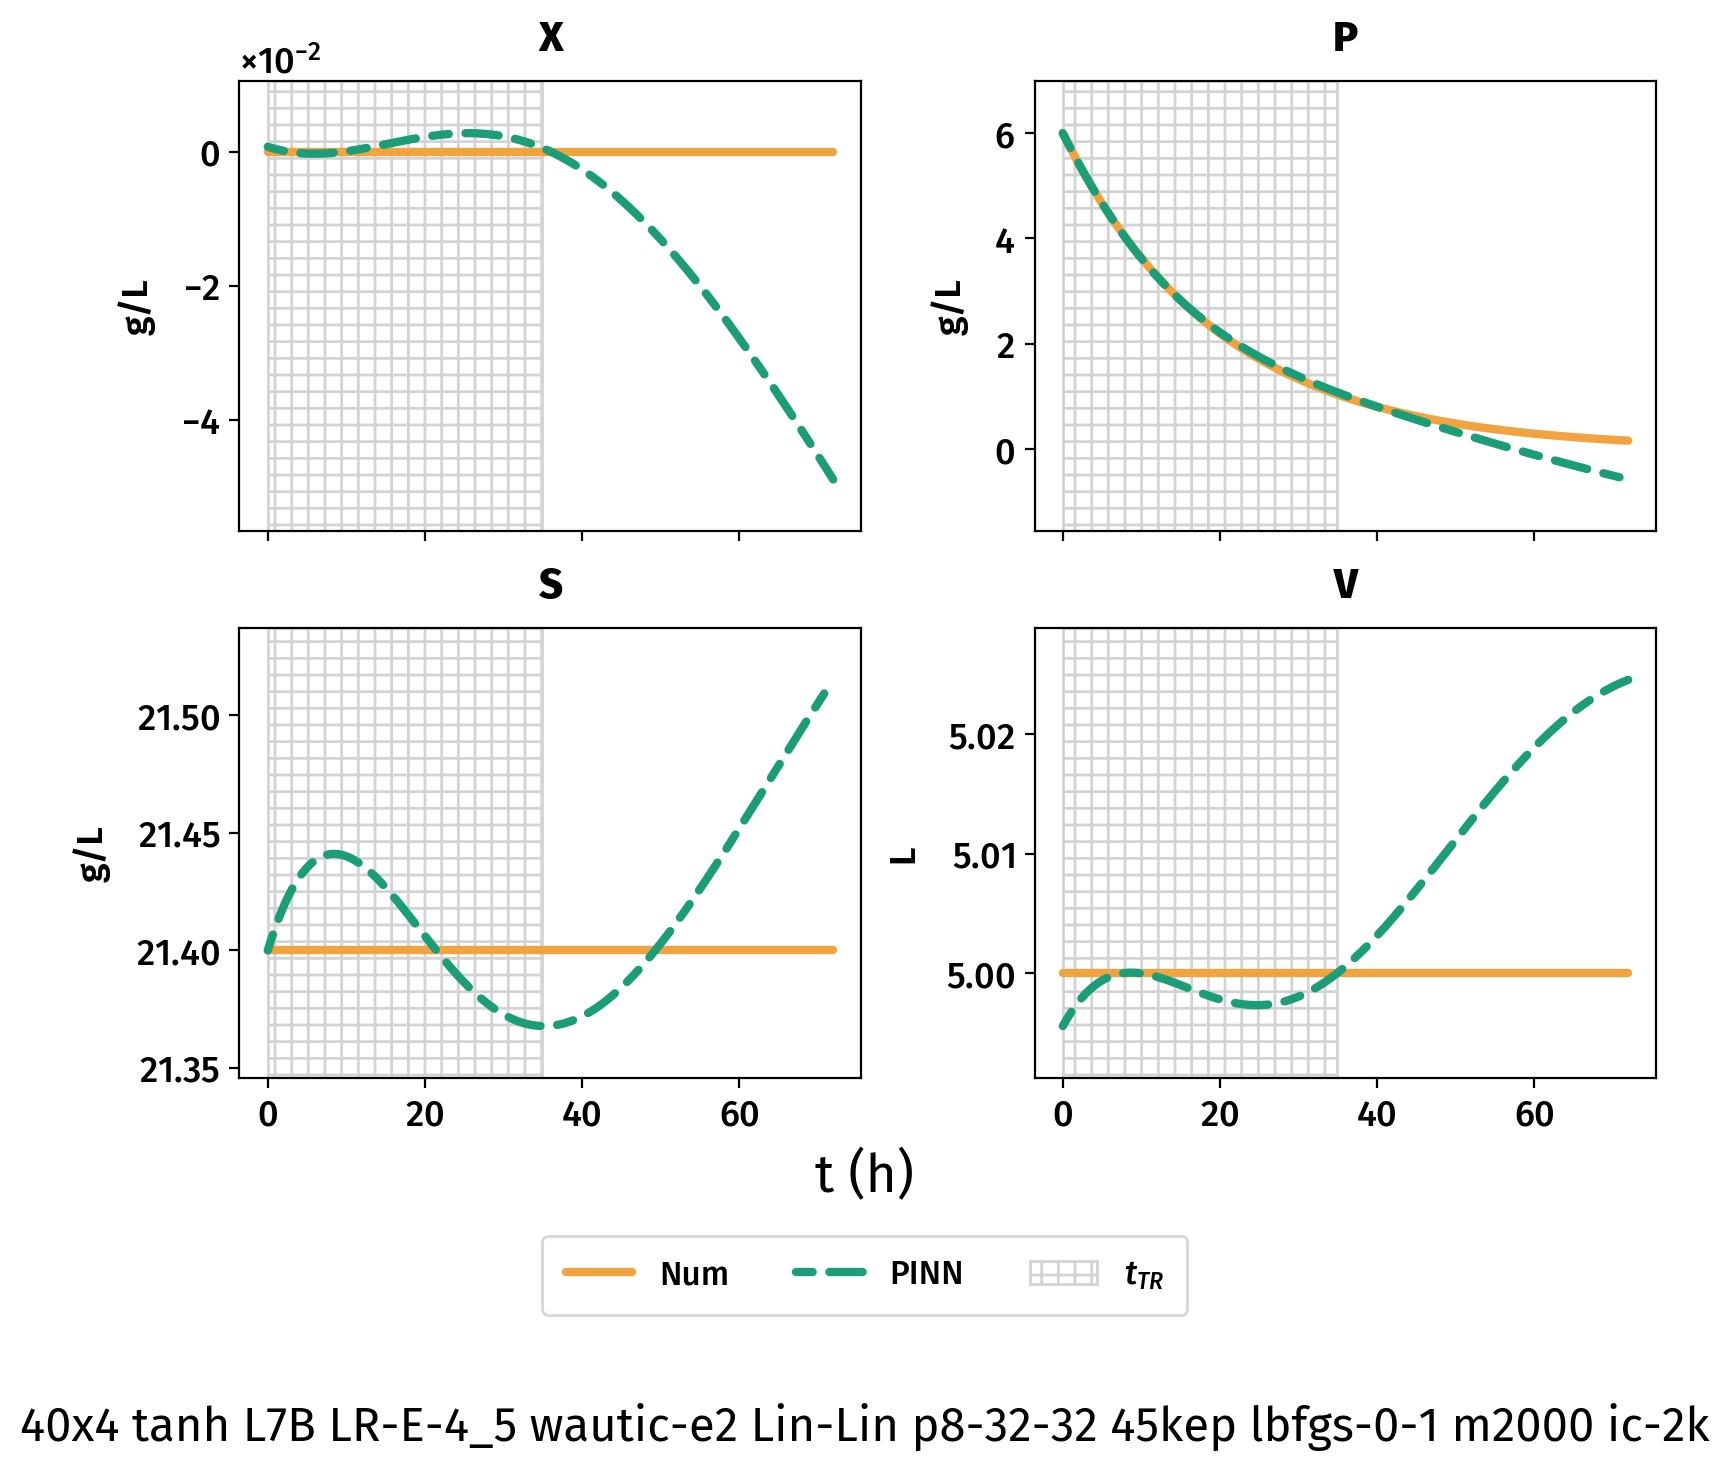 X
P
×10⁻²
0
−2
−4
g/L
6
4
2
0
g/L
S
V
21.50
21.45
21.40
21.35
g/L
0 20 40 60
5.02
5.01
5.00
L
0 20 40 60
t (h)
Num PINN t_TR
40x4 tanh L7B LR-E-4_5 wautic-e2 Lin-Lin p8-32-32 45kep lbfgs-0-1 m2000 ic-2k